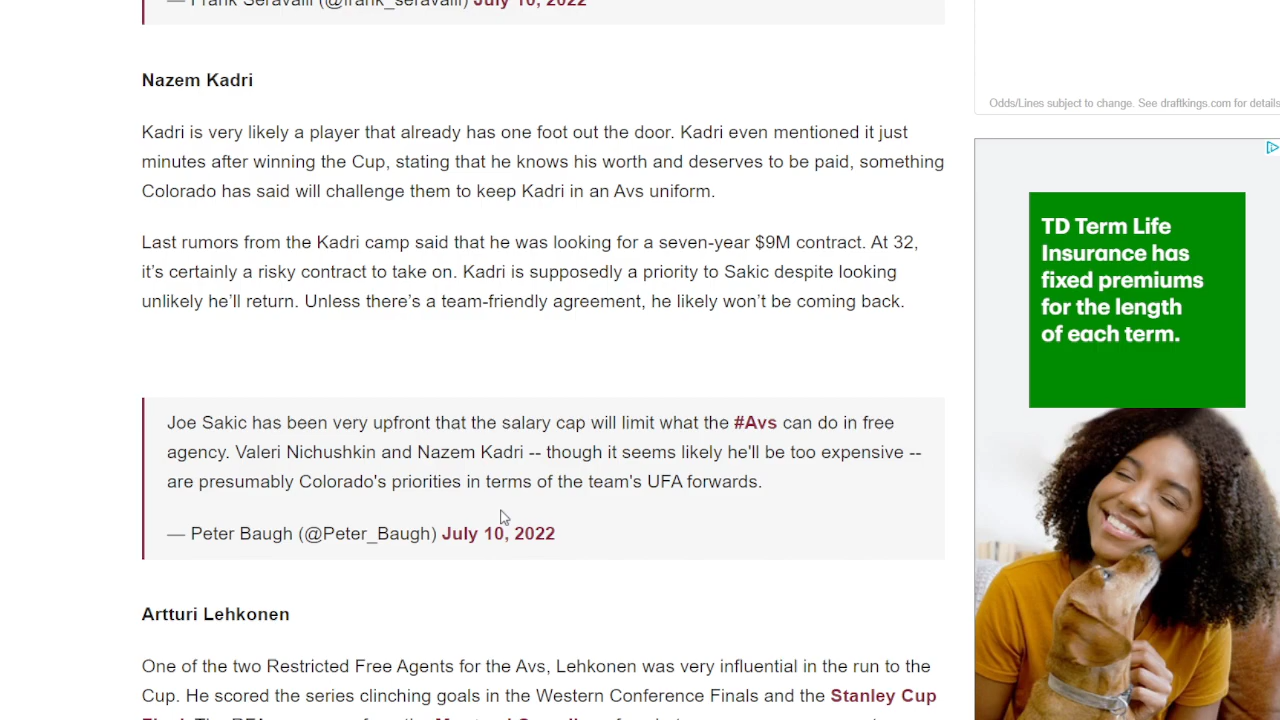 — Frank Seravalli (@frank_seravalli) July 10, 2022
Nazem Kadri
Kadri is very likely a player that already has one foot out the door. Kadri even mentioned it just
minutes after winning the Cup, stating that he knows his worth and deserves to be paid, something
Colorado has said will challenge them to keep Kadri in an Avs uniform.
Last rumors from the Kadri camp said that he was looking for a seven-year $9M contract. At 32,
it’s certainly a risky contract to take on. Kadri is supposedly a priority to Sakic despite looking
unlikely he’ll return. Unless there’s a team-friendly agreement, he likely won’t be coming back.
Joe Sakic has been very upfront that the salary cap will limit what the #Avs can do in free
agency. Valeri Nichushkin and Nazem Kadri -- though it seems likely he'll be too expensive --
are presumably Colorado's priorities in terms of the team's UFA forwards.
— Peter Baugh (@Peter_Baugh) July 10, 2022
Artturi Lehkonen
One of the two Restricted Free Agents for the Avs, Lehkonen was very influential in the run to the
Cup. He scored the series clinching goals in the Western Conference Finals and the Stanley Cup
Odds/Lines subject to change. See draftkings.com for details
TD Term Life
Insurance has
fixed premiums
for the length
of each term.